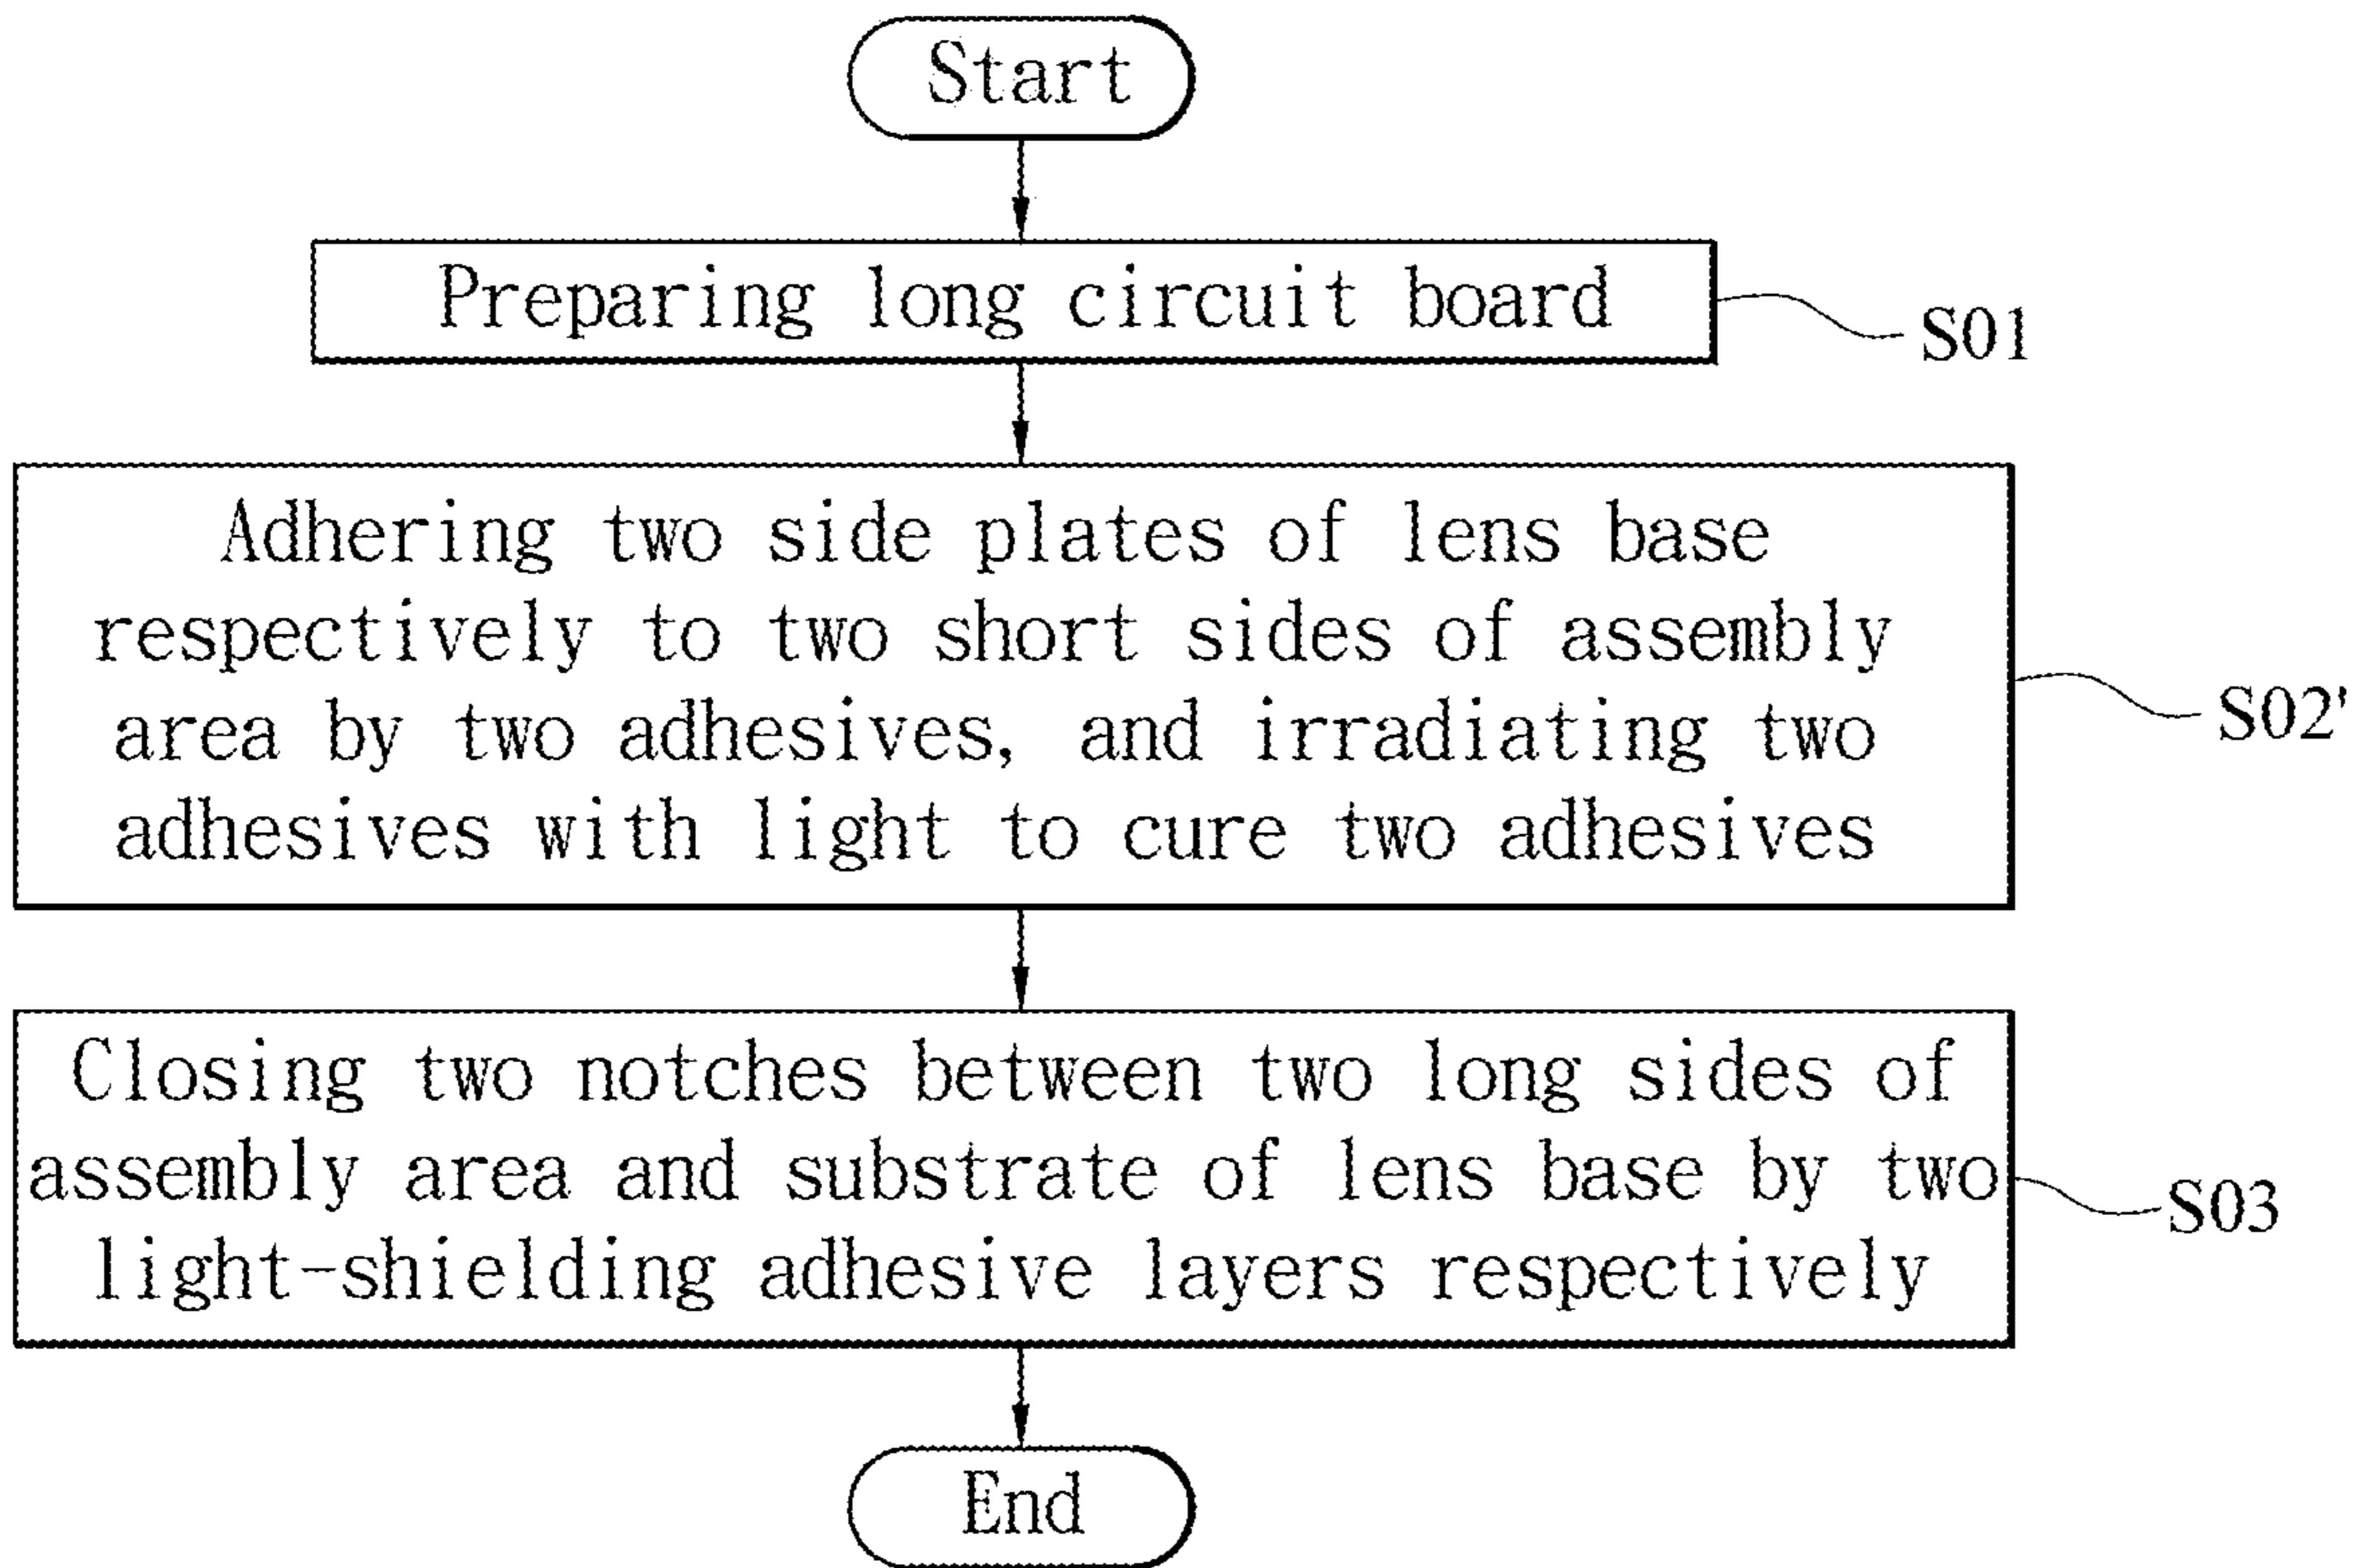 Start
Preparing long circuit board
S01
Adhering two side plates of lens base
respectively to two short sides of assembly
area by two adhesives, and irradiating two
adhesives with light to cure two adhesives
S02'
Closing two notches between two long sides of
assembly area and substrate of lens base by two
light-shielding adhesive layers respectively
S03
End